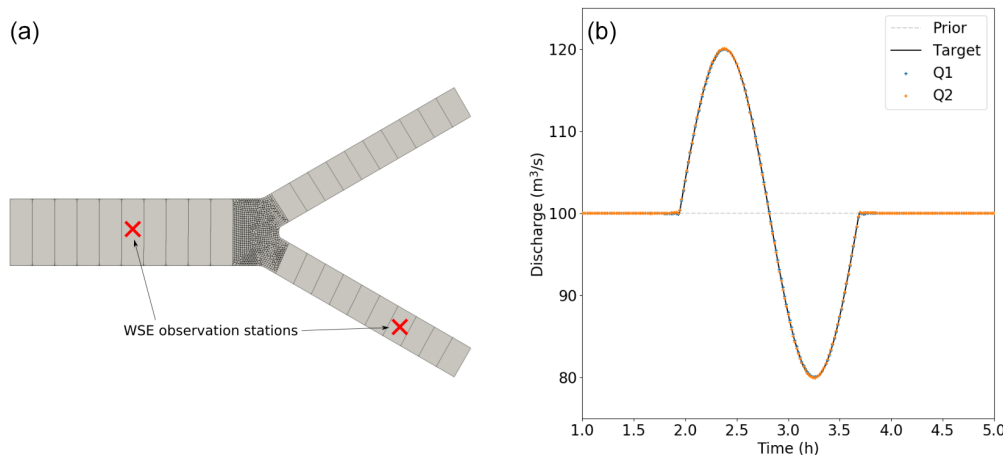 (a)
WSE observation stations
(b)
Prior
Target
Q1
Q2
Discharge (m³/s)
120
110
100
90
80
1.0 1.5 2.0 2.5 3.0 3.5 4.0 4.5 5.0
Time (h)